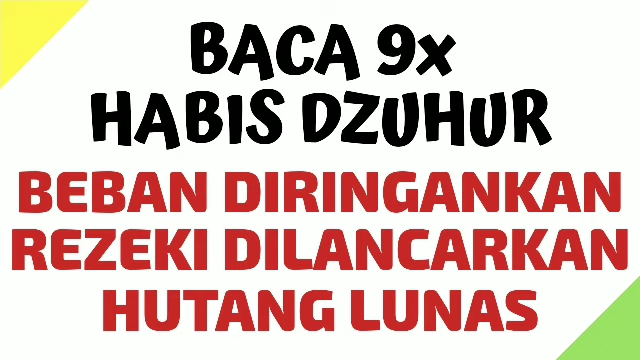 BACA 9x
HABIS DZUHUR
BEBAN DIRINGANKAN
REZEKI DILANCARKAN
HUTANG LUNAS